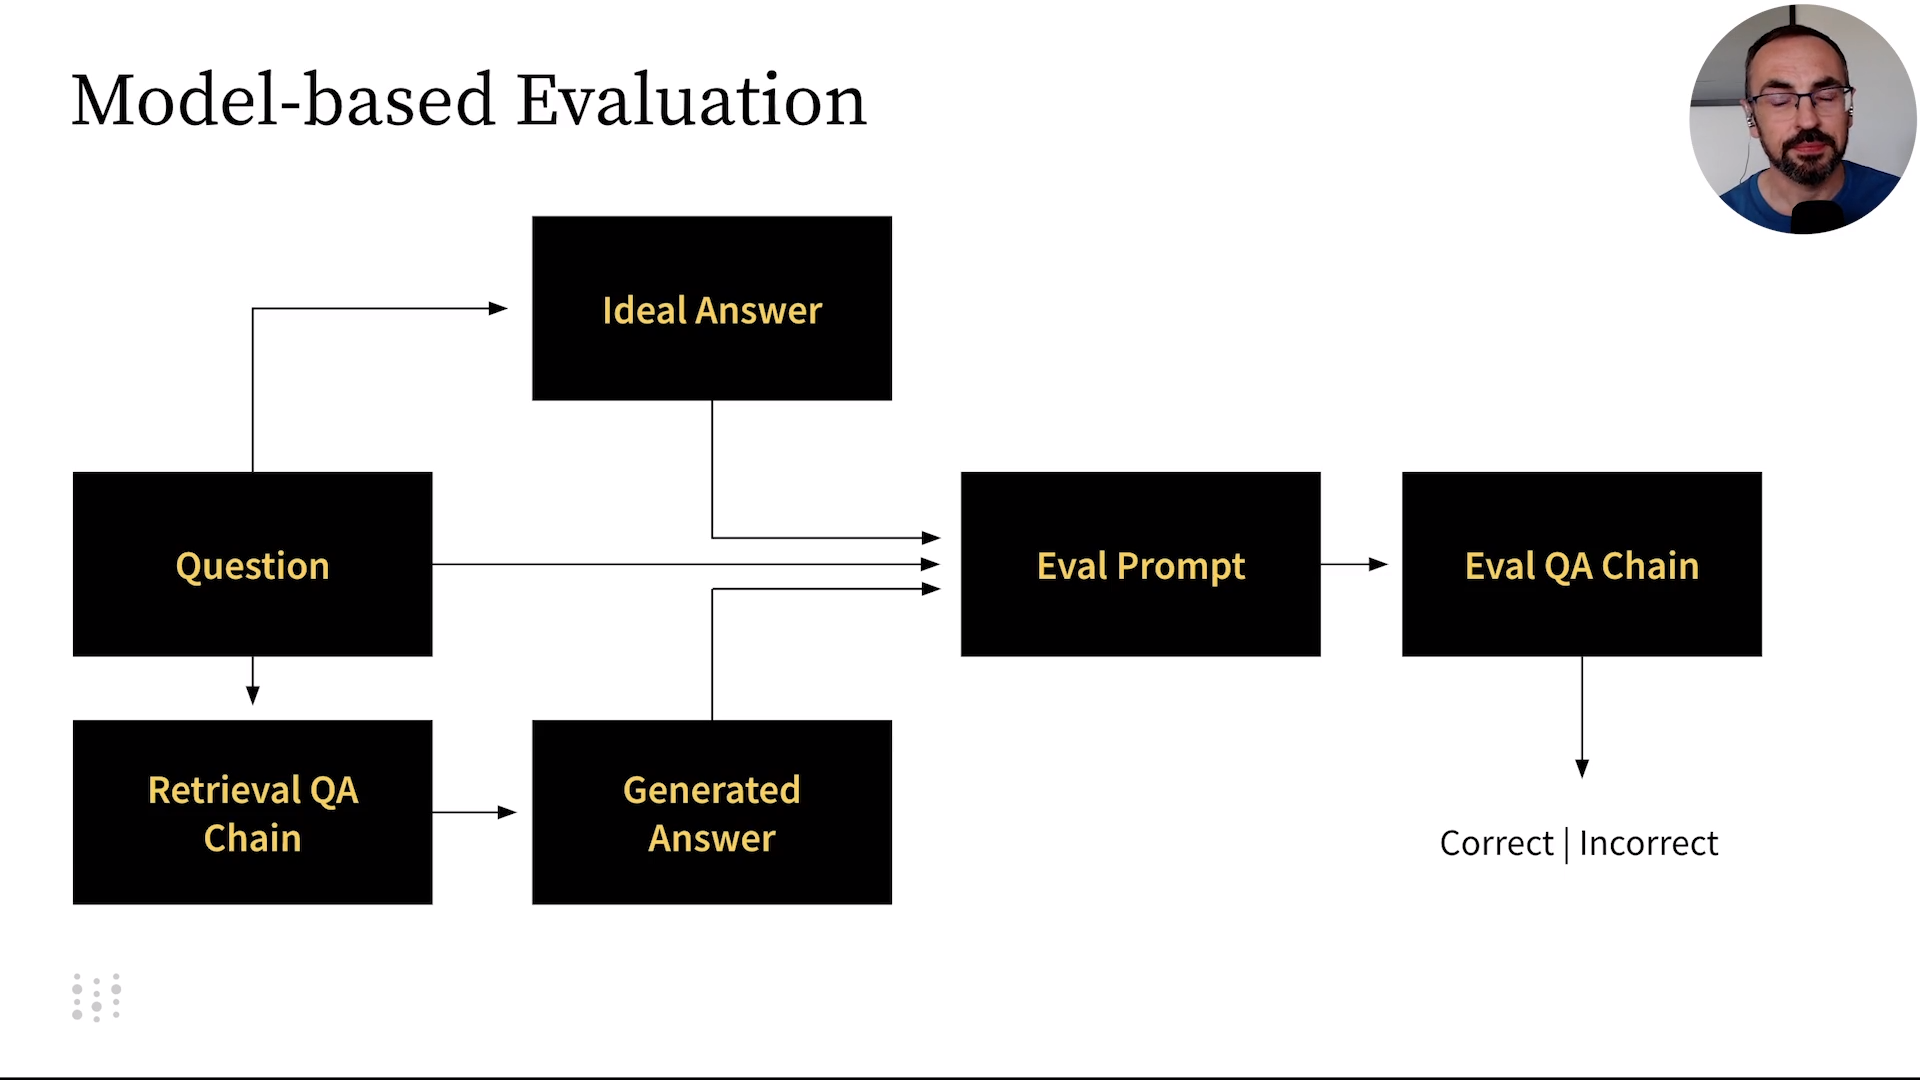 Model-based Evaluation
Ideal Answer
Question
Eval Prompt
Eval QA Chain
Retrieval QA
Chain
Generated
Answer
Correct | Incorrect